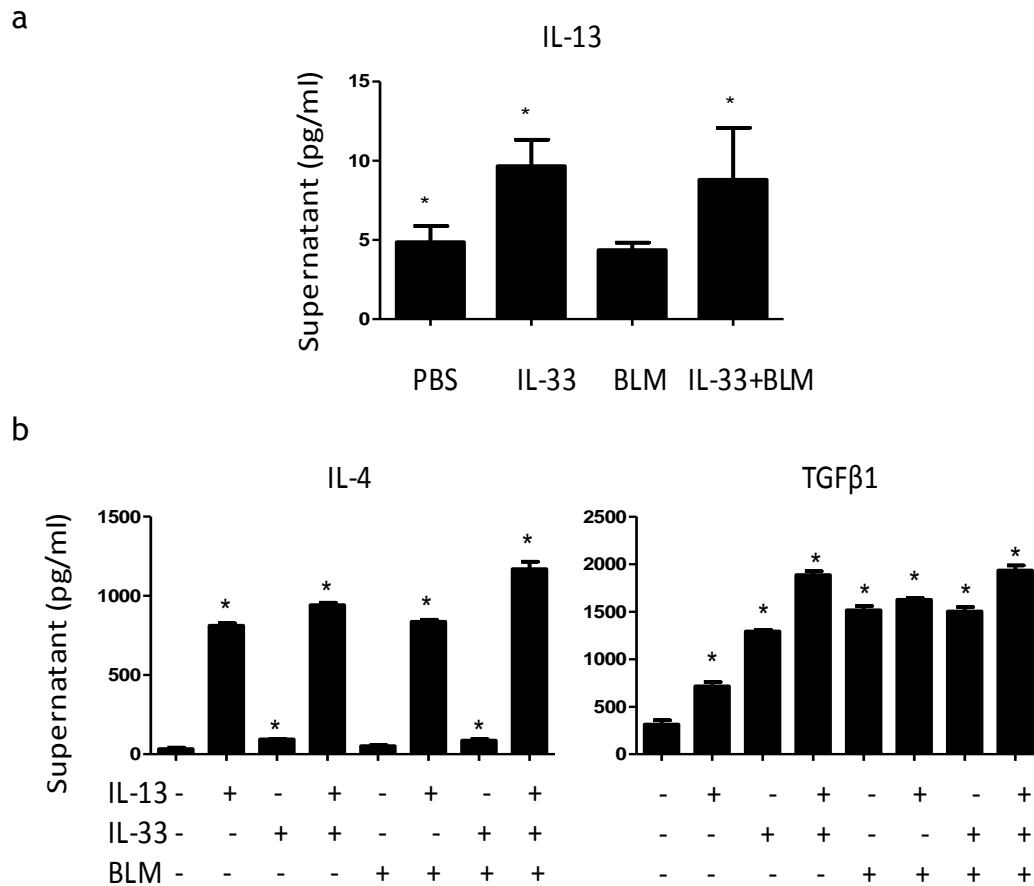 a
IL-13
Supernatant (pg/ml)
15
10
5
0
* * *
PBS IL-33 BLM IL-33+BLM
b
IL-4
Supernatant (pg/ml)
1500
1000
500
0
* * * * * *
TGFβ1
2500
2000
1500
1000
500
0
* * * * * * *
IL-13 - + - + - + - + - + - + - + - +
IL-33 - - + + - - + + - - + + - - + +
BLM - - - - + + + + - - - - + + + +